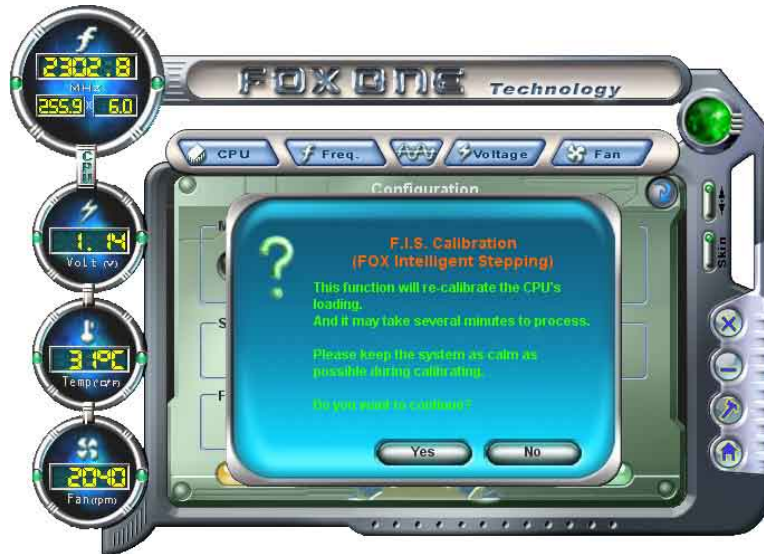 2302.8
MHZ
255.9 X 6.0
CPU
1.14
Volt (V)
31°C
Temp(℃/℉)
2040
Fan(rpm)
FOX ONE Technology
CPU
Freq.
Voltage
Fan
Configuration
M
S
F
F.I.S. Calibration
(FOX Intelligent Stepping)
This function will re-calibrate the CPU's
loading.
And it may take several minutes to process.
Please keep the system as calm as
possible during calibrating.
Do you want to continue?
Yes No
Skin